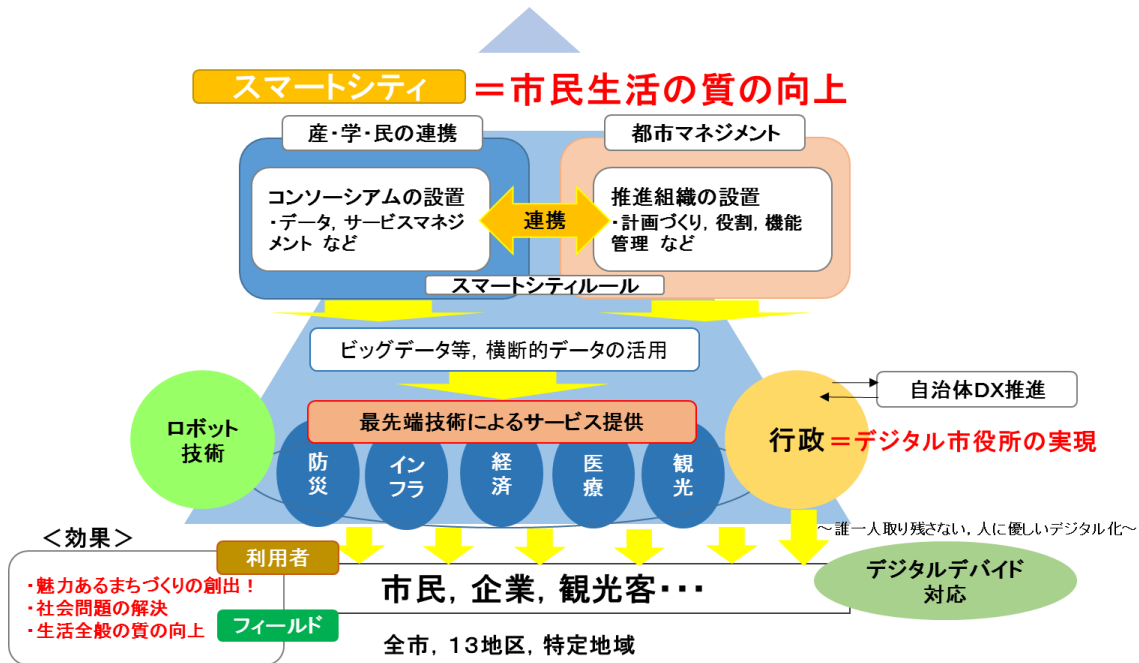 スマートシティ ＝市民生活の質の向上
産・学・民の連携
都市マネジメント
コンソーシアムの設置
・データ，サービスマネジ
メント など
連携
推進組織の設置
・計画づくり，役割，機能
管理 など
スマートシティルール
ビッグデータ等，横断的データの活用
自治体DX推進
ロボット
技術
最先端技術によるサービス提供
行政＝デジタル市役所の実現
防
災
イン
フラ
経
済
医
療
観
光
～誰一人取り残さない，人に優しいデジタル化～
＜効果＞
・魅力あるまちづくりの創出！
・社会問題の解決
・生活全般の質の向上
利用者
市民，企業，観光客・・・
デジタルデバイド
対応
フィールド
全市，13地区，特定地域